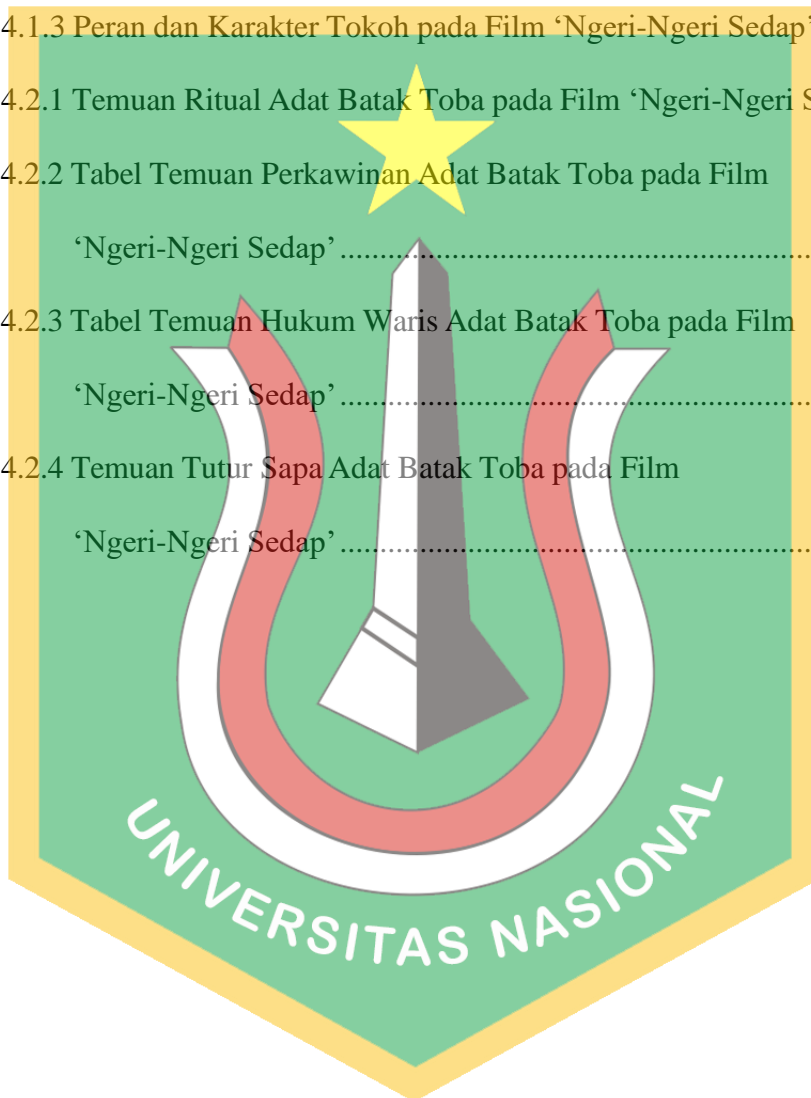 4.1.3 Peran dan Karakter Tokoh pada Film ‘Ngeri-Ngeri Sedap’
4.2.1 Temuan Ritual Adat Batak Toba pada Film ‘Ngeri-Ngeri S
4.2.2 Tabel Temuan Perkawinan Adat Batak Toba pada Film
‘Ngeri-Ngeri Sedap’ ............................................................
4.2.3 Tabel Temuan Hukum Waris Adat Batak Toba pada Film
‘Ngeri-Ngeri Sedap’ ............................................................
4.2.4 Temuan Tutur Sapa Adat Batak Toba pada Film
‘Ngeri-Ngeri Sedap’ ............................................................
UNIVERSITAS NASIONAL